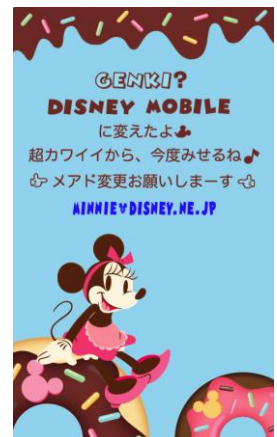 GENKI?
DISNEY MOBILE
に変えたよ
超カワイイから、今度みせるね♪
メアド変更お願いしまーす
MINNIE♥DISNEY.NE.JP